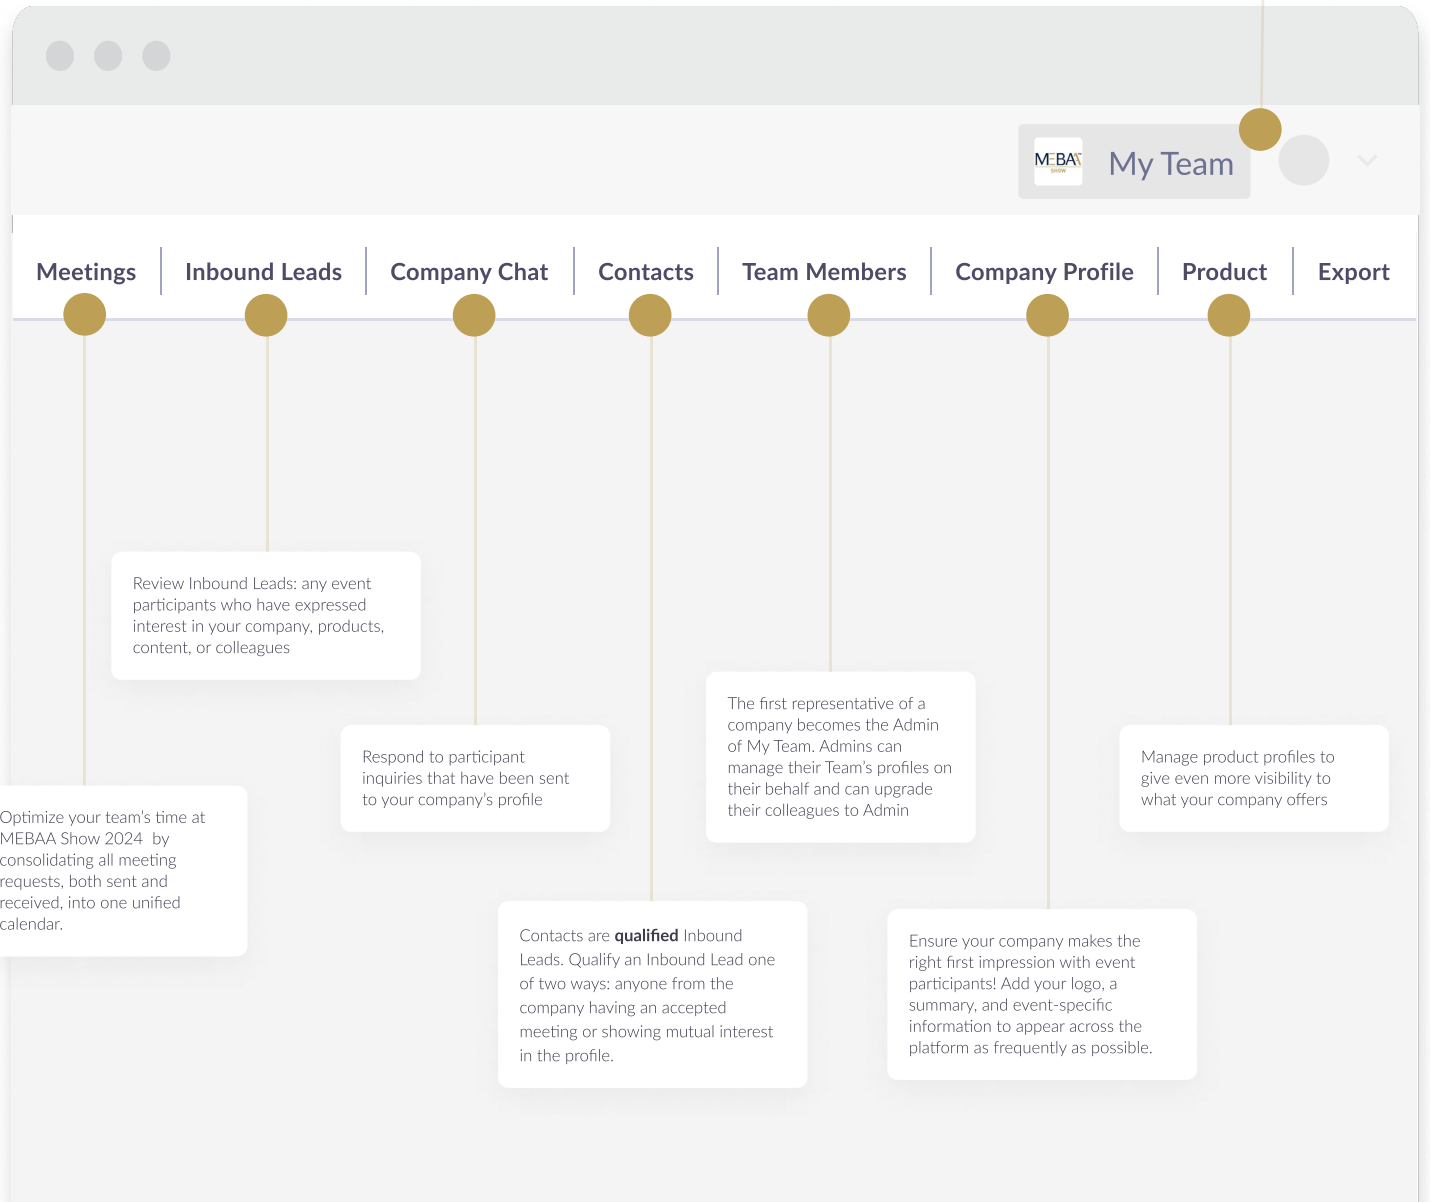 MEBAA
SHOW
My Team
Meetings
Inbound Leads
Company Chat
Contacts
Team Members
Company Profile
Product
Export
Review Inbound Leads: any event
participants who have expressed
interest in your company, products,
content, or colleagues
The first representative of a
company becomes the Admin
of My Team. Admins can
manage their Team’s profiles on
their behalf and can upgrade
their colleagues to Admin
Respond to participant
inquiries that have been sent
to your company’s profile
Manage product profiles to
give even more visibility to
what your company offers
Optimize your team’s time at
MEBAA Show 2024  by
consolidating all meeting
requests, both sent and
received, into one unified
calendar.
Contacts are qualified Inbound
Leads. Qualify an Inbound Lead one
of two ways: anyone from the
company having an accepted
meeting or showing mutual interest
in the profile.
Ensure your company makes the
right first impression with event
participants! Add your logo, a
summary, and event-specific
information to appear across the
platform as frequently as possible.